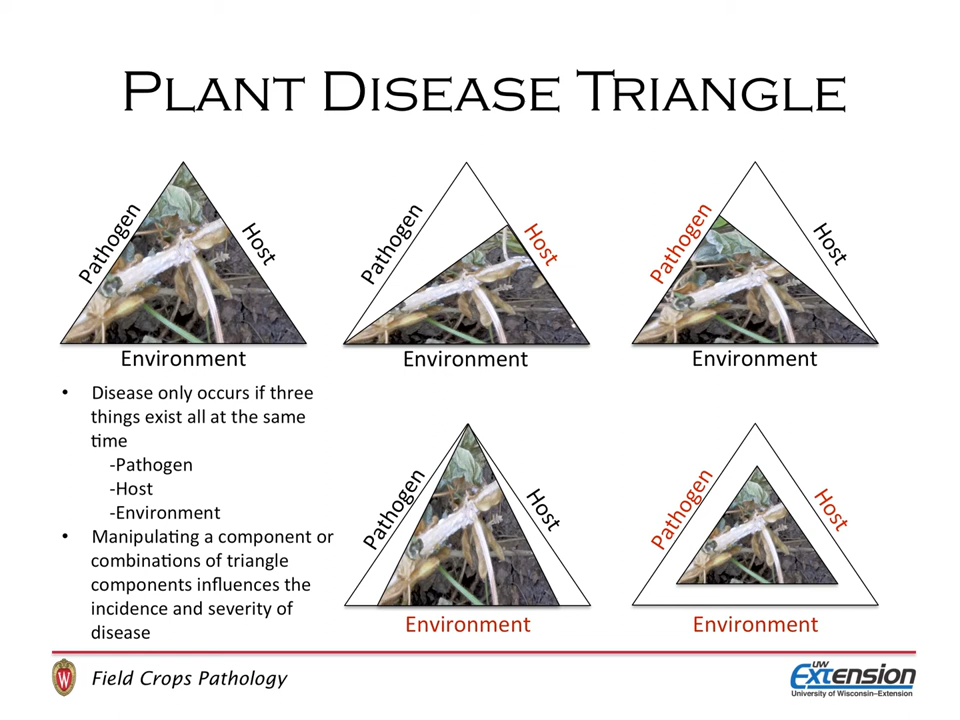 PLANT DISEASE TRIANGLE
Pathogen
Host
Environment
Pathogen
Host
Environment
Pathogen
Host
Environment
• Disease only occurs if three
things exist all at the same
time
-Pathogen
-Host
-Environment
• Manipulating a component or
combinations of triangle
components influences the
incidence and severity of
disease
Pathogen
Host
Environment
Pathogen
Host
Environment
W
Field Crops Pathology
UW
Extension
University of Wisconsin–Extension